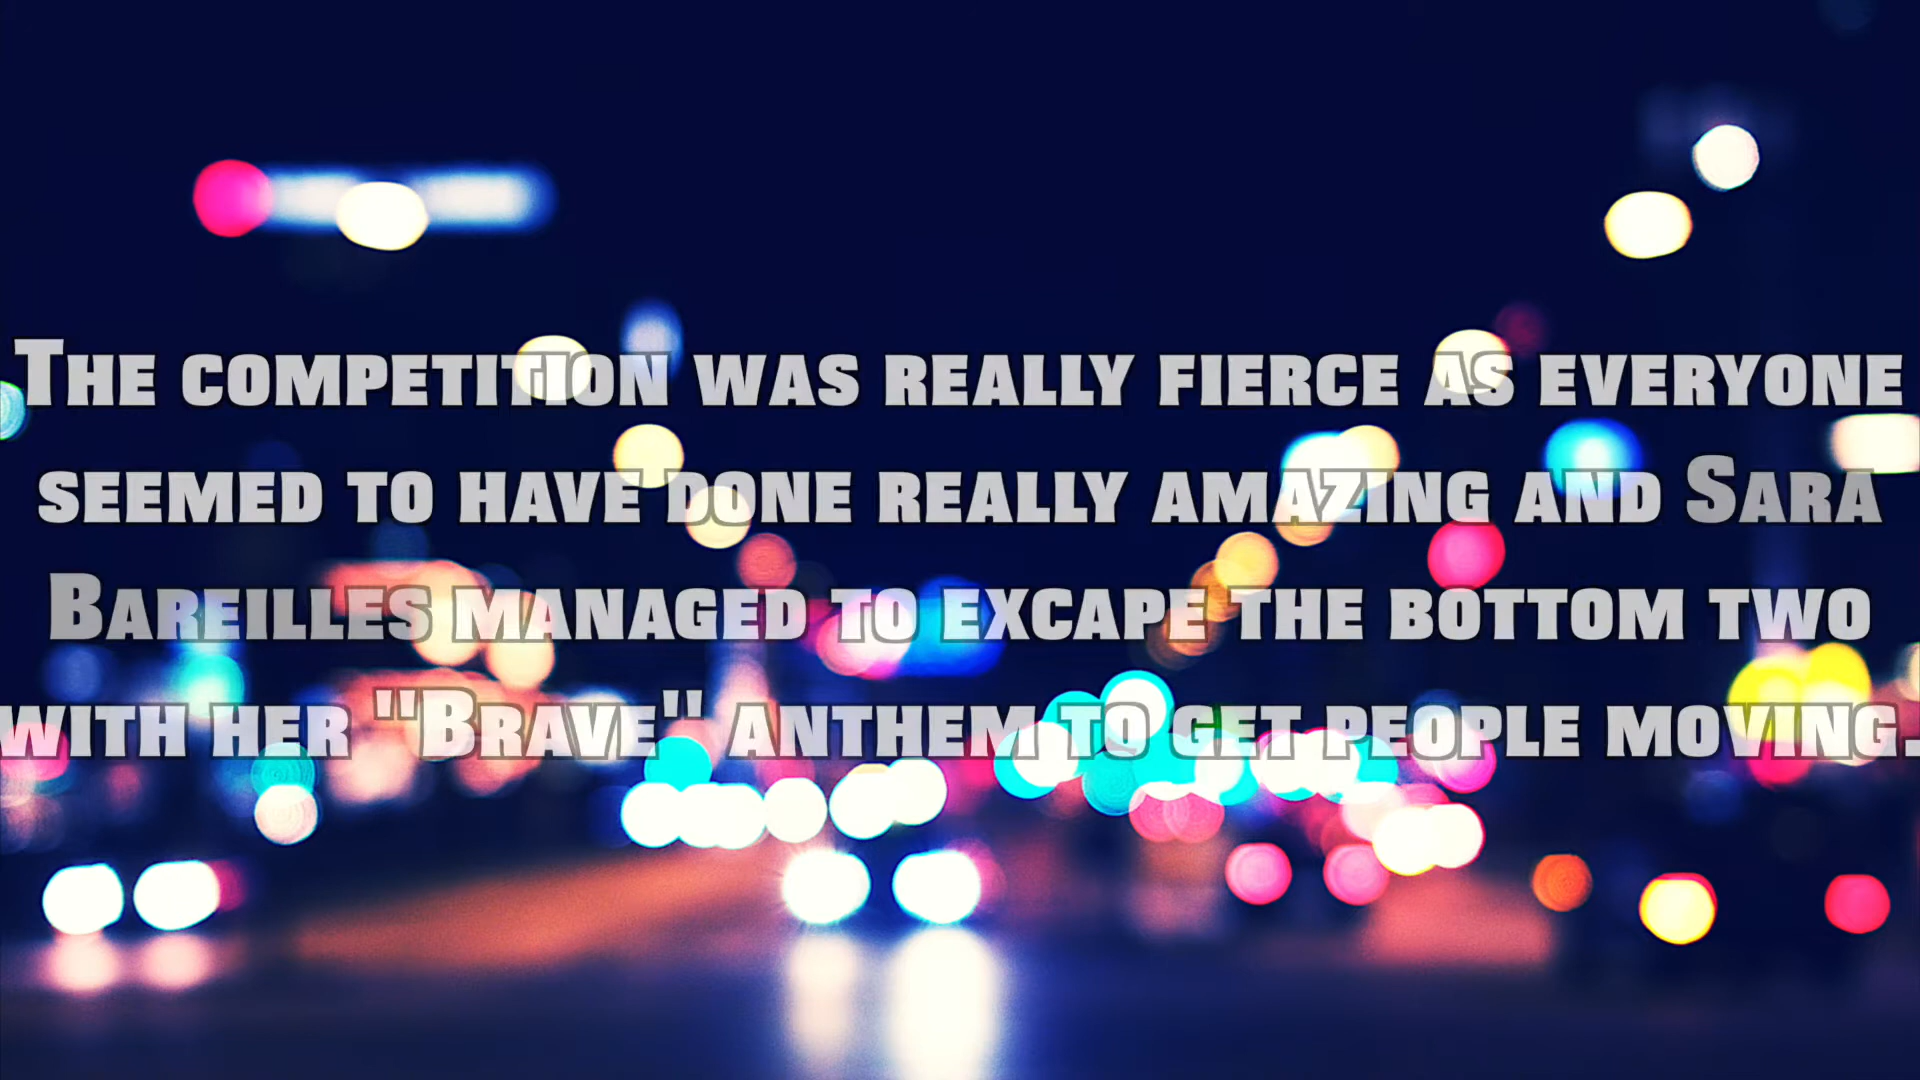 The competition was really fierce as everyone
seemed to have done really amazing and Sara
Bareilles managed to excape the bottom two
with her "Brave" anthem to get people moving.